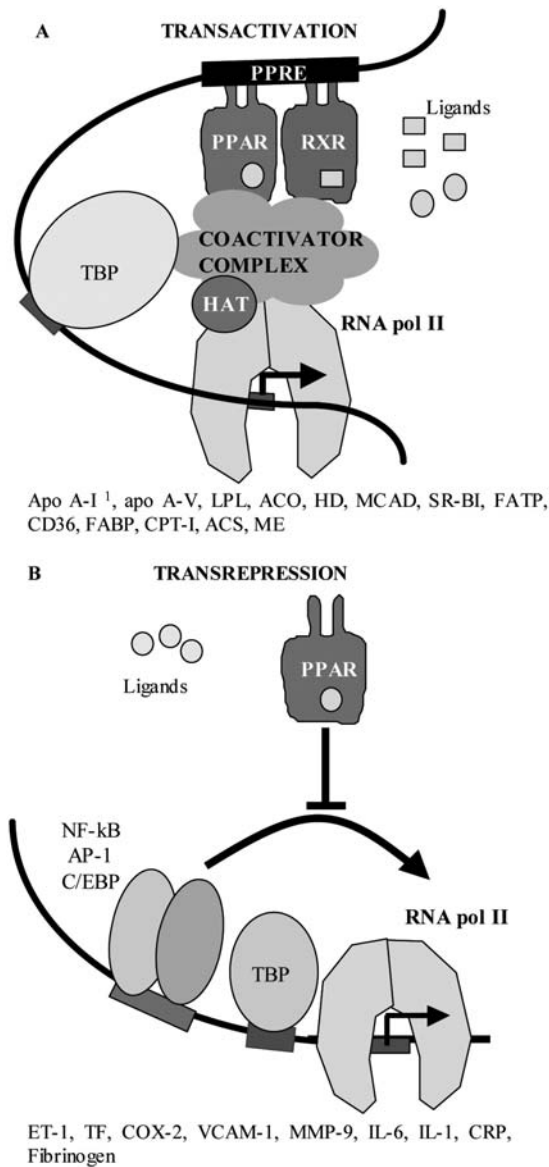 A TRANSACTIVATION
PPRE
PPAR RXR
Ligands
COACTIVATOR
COMPLEX
TBP
HAT
RNA pol II
Apo A-I ¹, apo A-V, LPL, ACO, HD, MCAD, SR-BI, FATP,
CD36, FABP, CPT-I, ACS, ME
B TRANSREPRESSION
PPAR
Ligands
NF-kB
AP-1
C/EBP
RNA pol II
TBP
ET-1, TF, COX-2, VCAM-1, MMP-9, IL-6, IL-1, CRP,
Fibrinogen